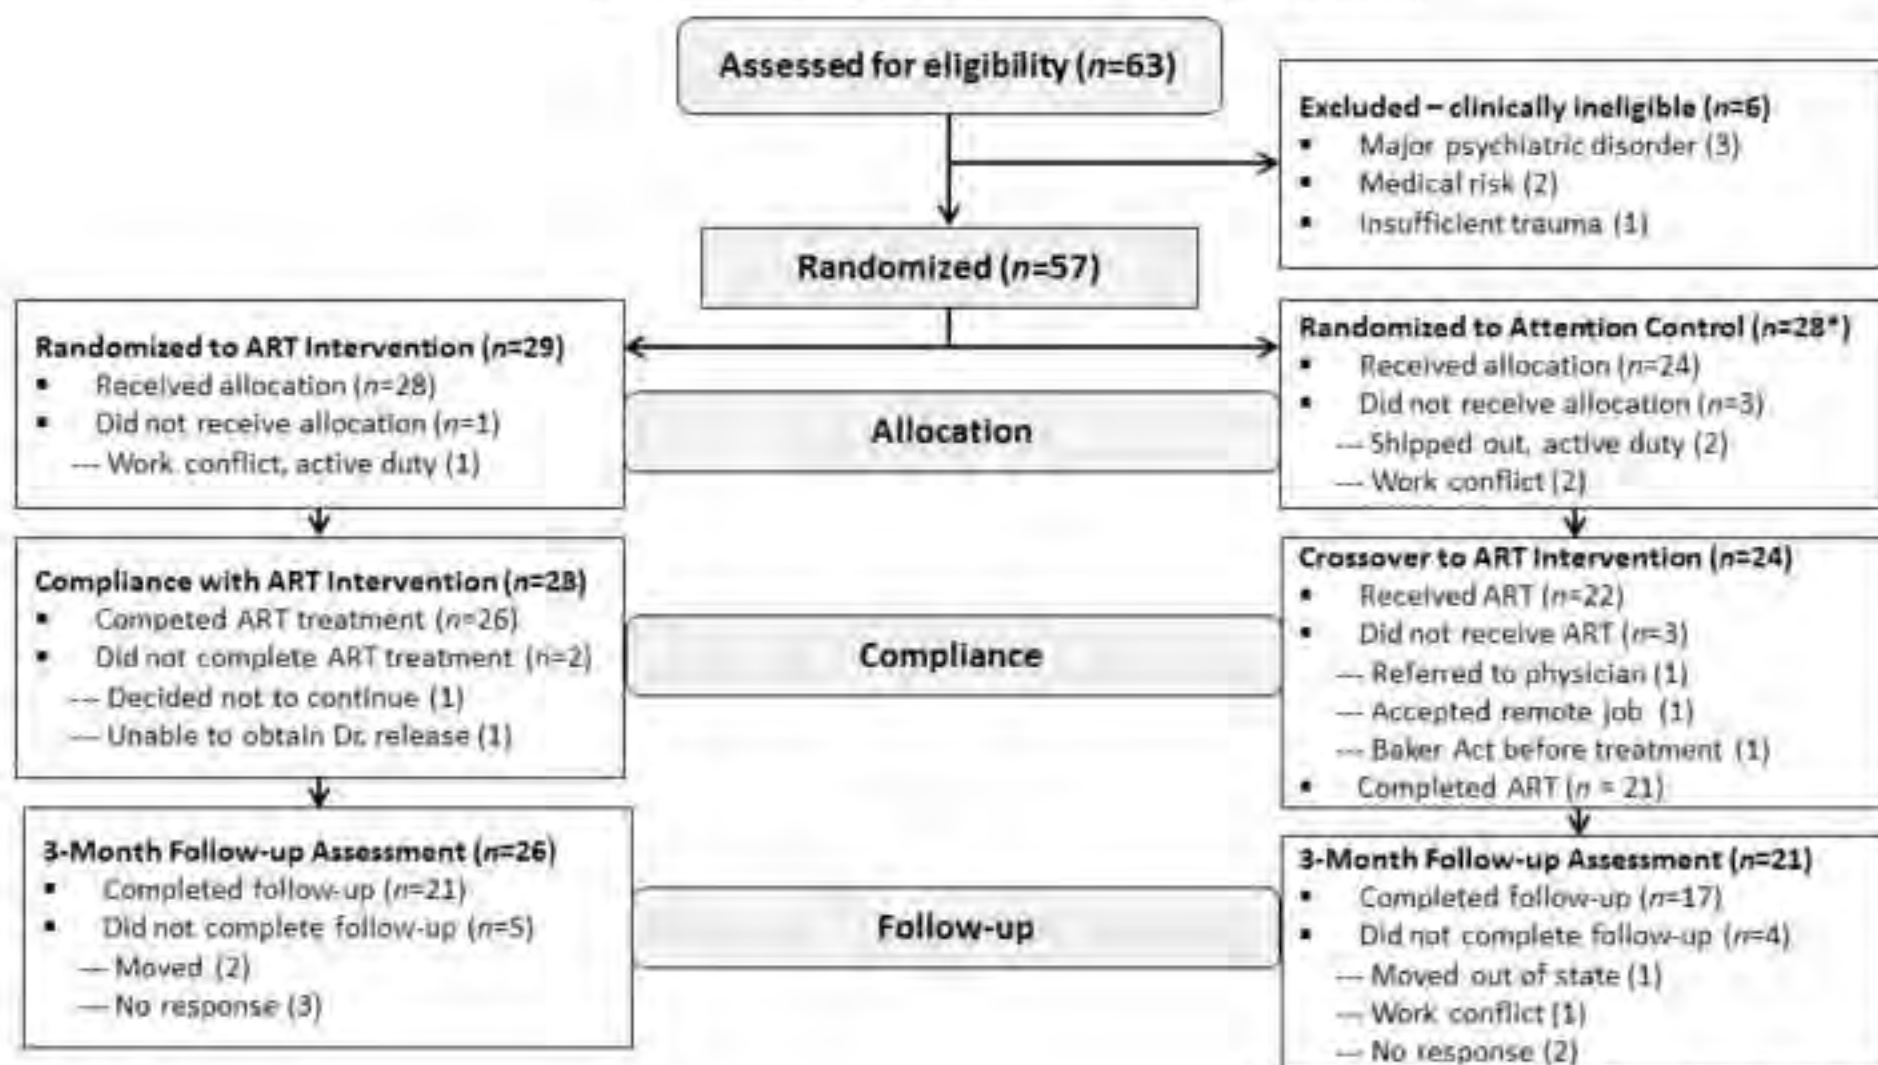 Assessed for eligibility (n=63)
Excluded – clinically ineligible (n=6)
▪ Major psychiatric disorder (3)
▪ Medical risk (2)
▪ Insufficient trauma (1)
Randomized (n=57)
Randomized to ART Intervention (n=29)
▪ Received allocation (n=28)
▪ Did not receive allocation (n=1)
--- Work conflict, active duty (1)
Randomized to Attention Control (n=28*)
▪ Received allocation (n=24)
▪ Did not receive allocation (n=3)
--- Shipped out, active duty (2)
--- Work conflict (2)
Allocation
Compliance with ART Intervention (n=28)
▪ Competed ART treatment (n=26)
▪ Did not complete ART treatment (n=2)
--- Decided not to continue (1)
--- Unable to obtain Dr. release (1)
Compliance
Crossover to ART Intervention (n=24)
▪ Received ART (n=22)
▪ Did not receive ART (n=3)
--- Referred to physician (1)
--- Accepted remote job (1)
--- Baker Act before treatment (1)
▪ Completed ART (n = 21)
3-Month Follow-up Assessment (n=26)
▪ Completed follow-up (n=21)
▪ Did not complete follow-up (n=5)
--- Moved (2)
--- No response (3)
Follow-up
3-Month Follow-up Assessment (n=21)
▪ Completed follow-up (n=17)
▪ Did not complete follow-up (n=4)
--- Moved out of state (1)
--- Work conflict (1)
--- No response (2)